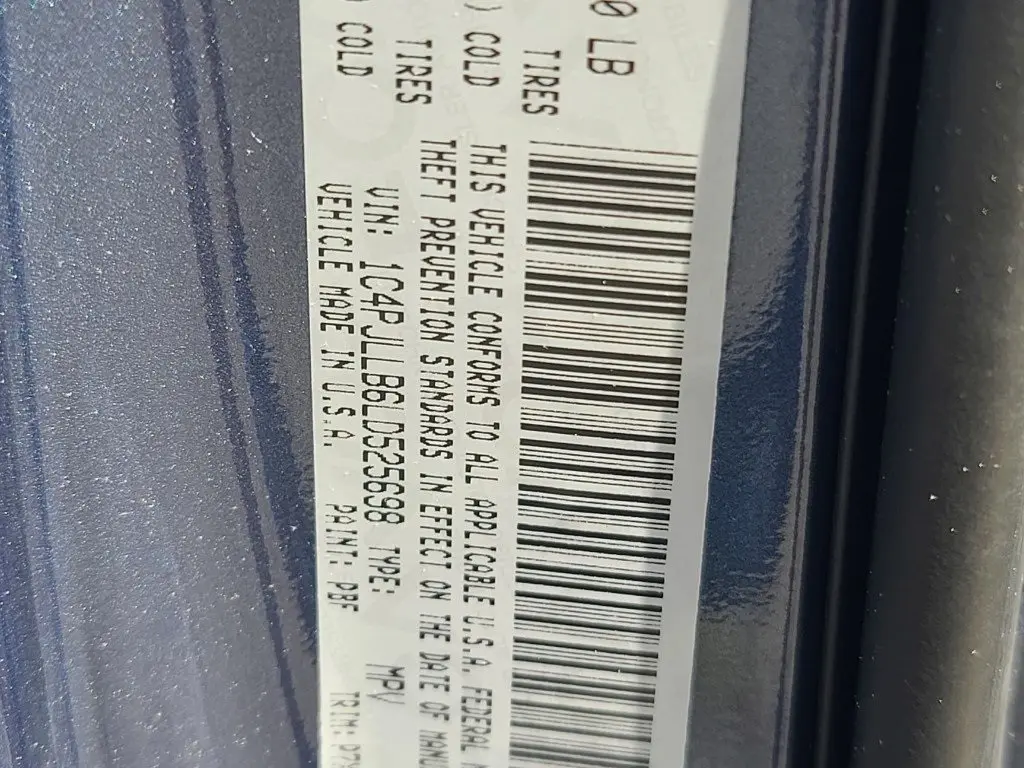 0 LB
TIRES
) COLD
TIRES
) COLD
THIS VEHICLE CONFORMS TO ALL APPLICABLE U.S.A. FEDERAL
THEFT PREVENTION STANDARDS IN EFFECT ON THE DATE OF MANU
VIN: 1C4PJLLB6LD525698 TYPE: MPV
VEHICLE MADE IN U.S.A. PAINT: PBF TRIM: